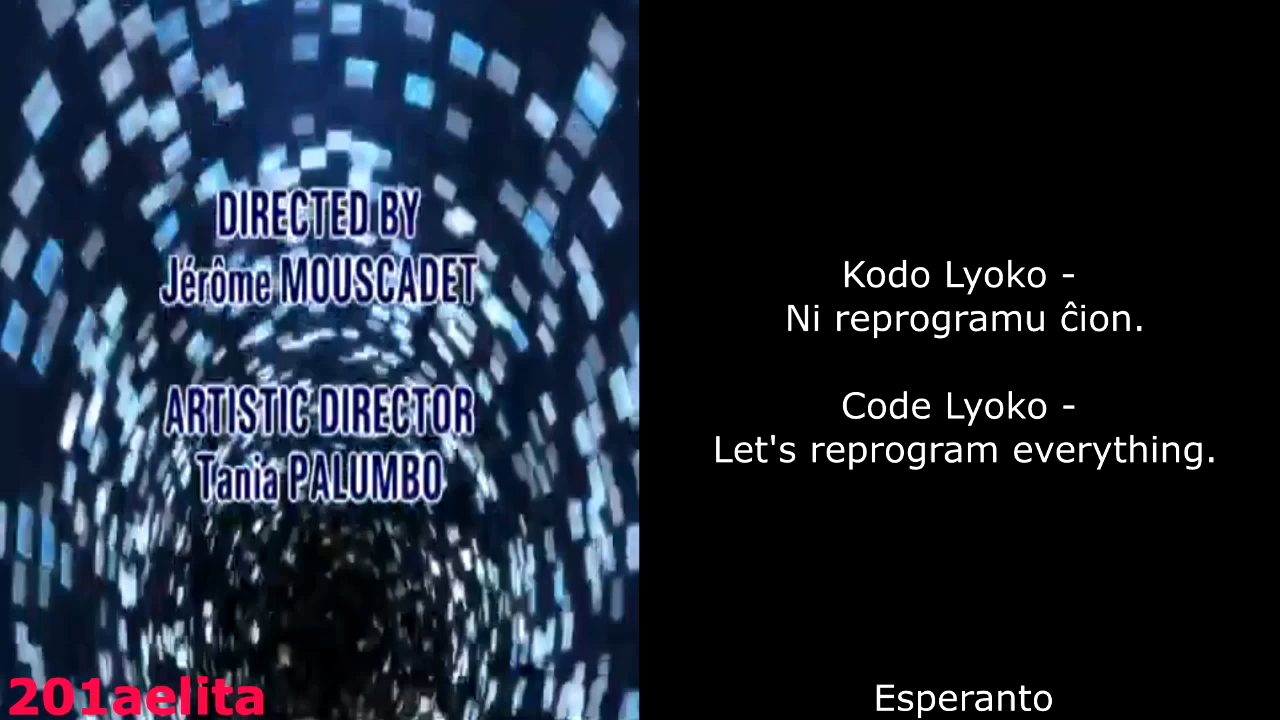 DIRECTED BY
Jérôme MOUSCADET
ARTISTIC DIRECTOR
Tania PALUMBO
201aelita
Kodo Lyoko -
Ni reprogramu ĉion.
Code Lyoko -
Let's reprogram everything.
Esperanto